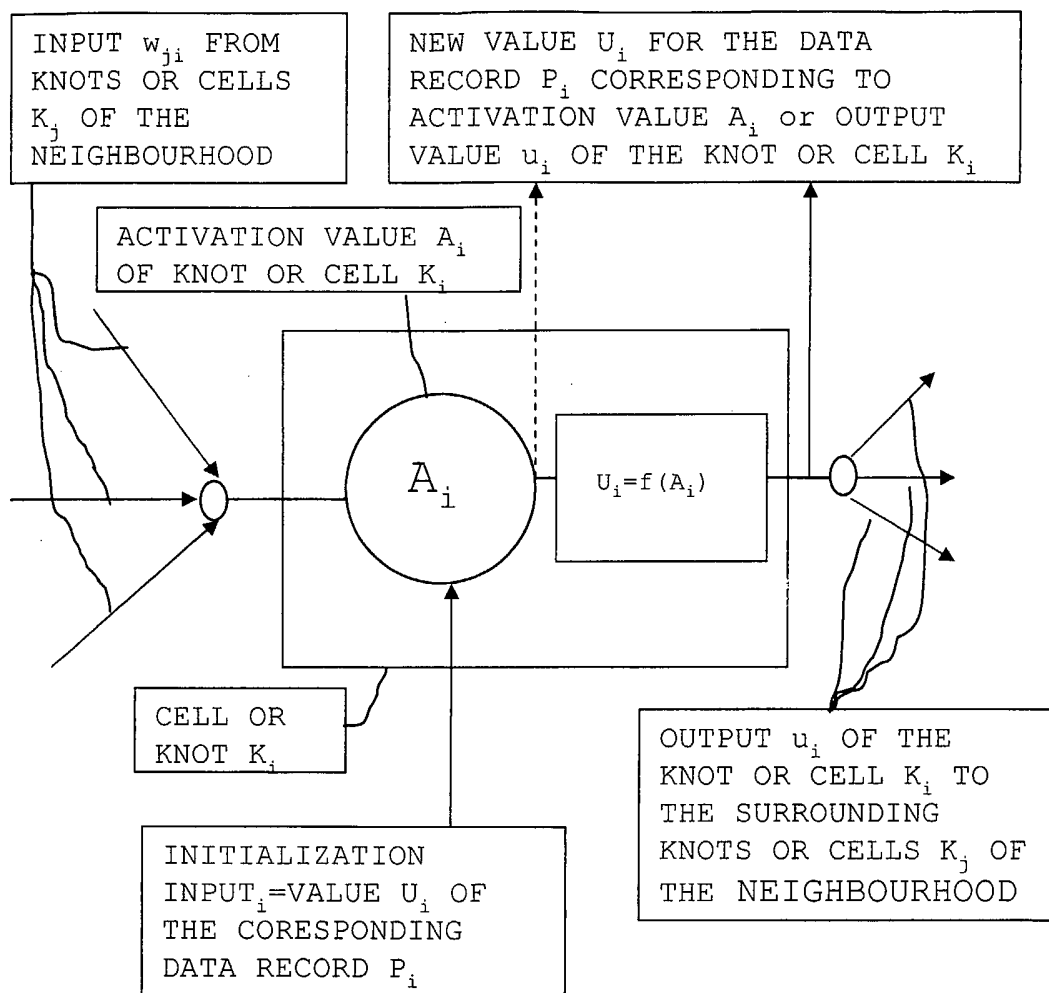 INPUT wji FROM
KNOTS OR CELLS
Kj OF THE
NEIGHBOURHOOD
NEW VALUE Ui FOR THE DATA
RECORD Pi CORRESPONDING TO
ACTIVATION VALUE Ai or OUTPUT
VALUE ui OF THE KNOT OR CELL Ki
ACTIVATION VALUE Ai
OF KNOT OR CELL Ki
Ai
Ui=f(Ai)
CELL OR
KNOT Ki
OUTPUT ui OF THE
KNOT OR CELL Ki TO
THE SURROUNDING
KNOTS OR CELLS Kj OF
THE NEIGHBOURHOOD
INITIALIZATION
INPUTi=VALUE Ui OF
THE CORESPONDING
DATA RECORD Pi